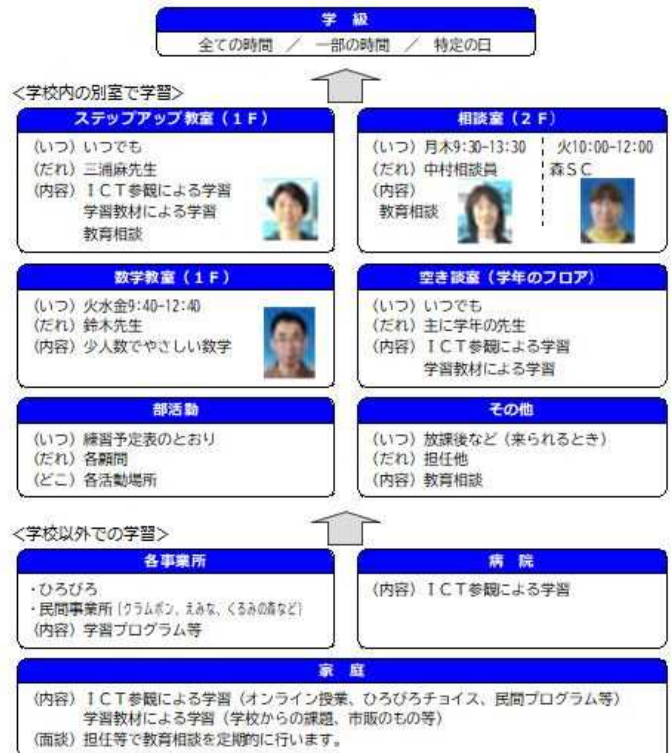 学 級
全ての時間 ／ 一部の時間 ／ 特定の日
＜学校内の別室で学習＞
ステップアップ教室（１Ｆ）
（いつ）いつでも
（だれ）三浦麻先生
（内容）ＩＣＴ参観による学習
学習教材による学習
教育相談
相談室（２Ｆ）
（いつ）月木9:30-13:30 火10:00-12:00
（だれ）中村相談員 森ＳＣ
（内容）
教育相談
数学教室（１Ｆ）
（いつ）火水金9:40-12:40
（だれ）鈴木先生
（内容）少人数でやさしい数学
空き談室（学年のフロア）
（いつ）いつでも
（だれ）主に学年の先生
（内容）ＩＣＴ参観による学習
学習教材による学習
部活動
（いつ）練習予定表のとおり
（だれ）各顧問
（どこ）各活動場所
その他
（いつ）放課後など（来られるとき）
（だれ）担任他
（内容）教育相談
＜学校以外での学習＞
各事業所
・ひろびろ
・民間事業所（クラムボン、えみな、くるみの森など）
（内容）学習プログラム等
病 院
（内容）ＩＣＴ参観による学習
家 庭
（内容）ＩＣＴ参観による学習（オンライン授業、ひろびろチョイス、民間プログラム等）
学習教材による学習（学校からの課題、市販のもの等）
（面談）担任等で教育相談を定期的に行います。